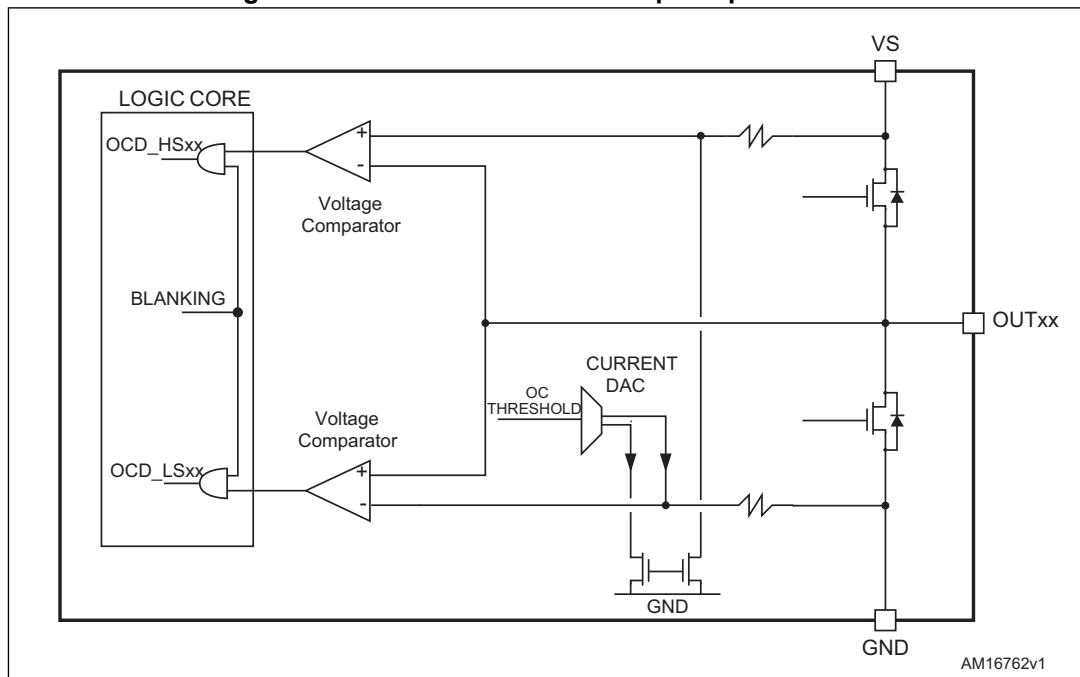 VS
LOGIC CORE
OCD_HSxx
+
-
Voltage
Comparator
BLANKING
OUTxx
CURRENT
DAC
OC
THRESHOLD
Voltage
Comparator
OCD_LSxx
+
-
GND
GND
AM16762v1